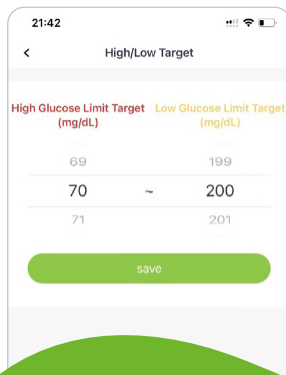 21:42
High/Low Target
High Glucose Limit Target Low Glucose Limit Target
(mg/dL) (mg/dL)
69 199
70 ~ 200
71 201
save